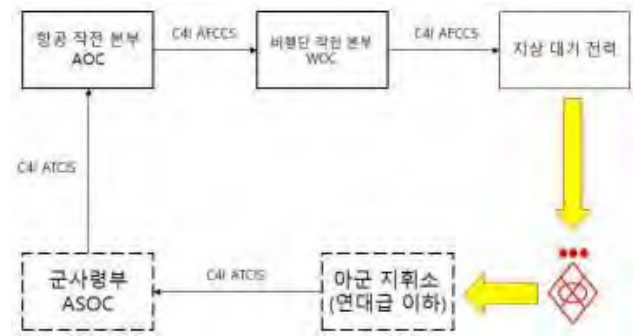 항공 작전 본부
AOC
C4I AFCCS
비행단 작전 본부
WOC
C4I AFCCS
지상 대기 전력
C4I ATCIS
군사령부
ASOC
C4I ATCIS
아군 지휘소
(연대급 이하)